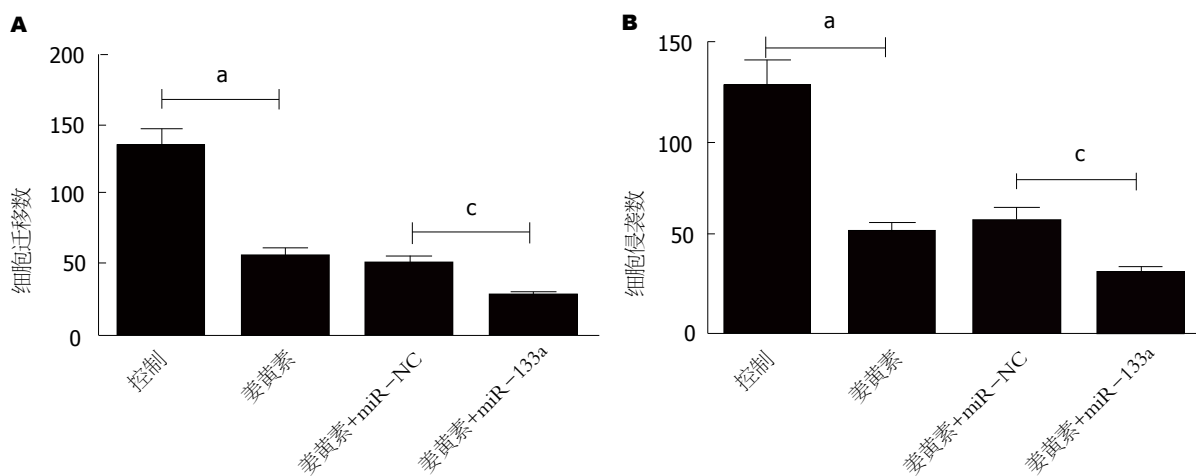 A
200
150
100
50
0
细胞迁移数
a
c
控制
姜黄素
姜黄素+miR-NC
姜黄素+miR-133a
B
150
100
50
0
细胞侵袭数
a
c
控制
姜黄素
姜黄素+miR-NC
姜黄素+miR-133a